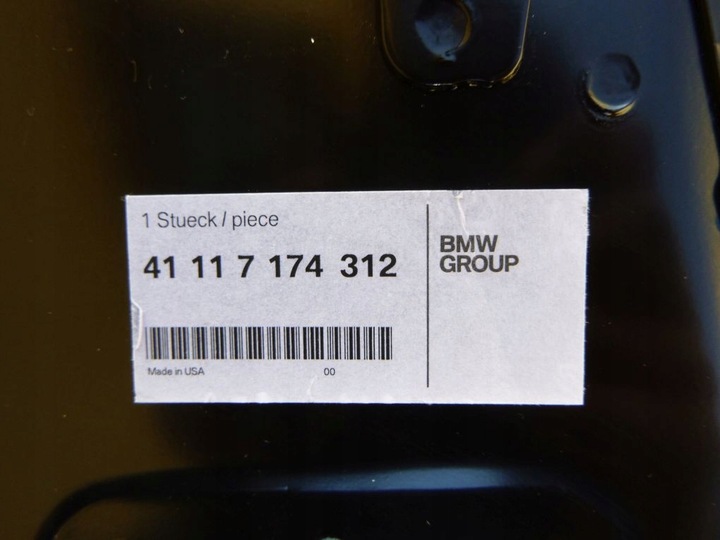 1 Stueck / piece
41 11 7 174 312
Made in USA 00
BMW
GROUP